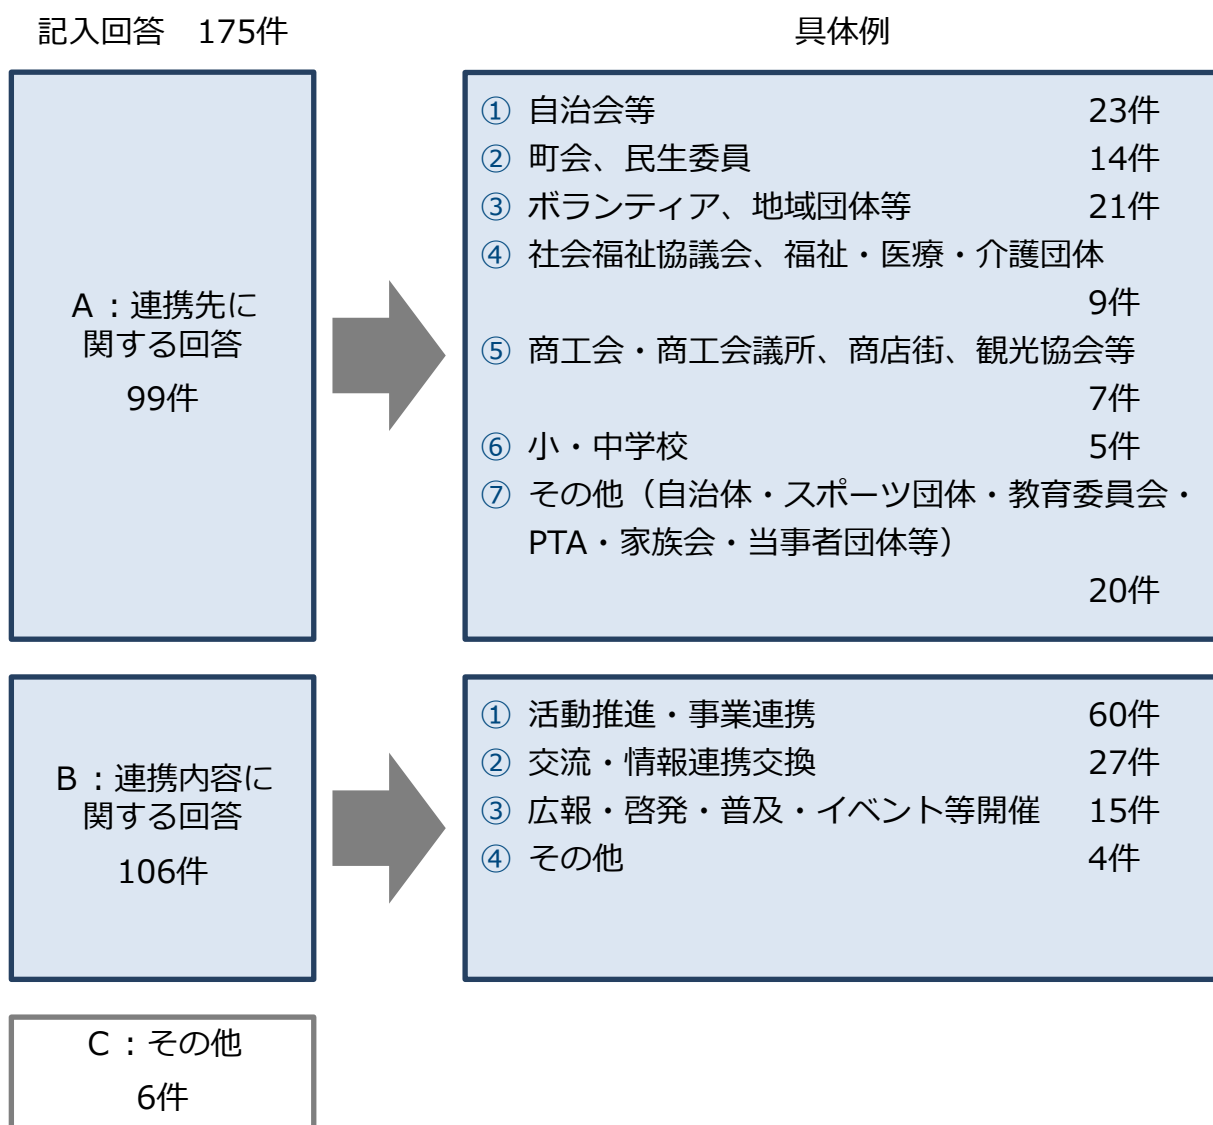 記入回答　175件
具体例
A：連携先に
関する回答
99件
① 自治会等 23件
② 町会、民生委員 14件
③ ボランティア、地域団体等 21件
④ 社会福祉協議会、福祉・医療・介護団体
9件
⑤ 商工会・商工会議所、商店街、観光協会等
7件
⑥ 小・中学校 5件
⑦ その他（自治体・スポーツ団体・教育委員会・
PTA・家族会・当事者団体等）
20件
B：連携内容に
関する回答
106件
① 活動推進・事業連携 60件
② 交流・情報連携交換 27件
③ 広報・啓発・普及・イベント等開催 15件
④ その他 4件
C：その他
6件